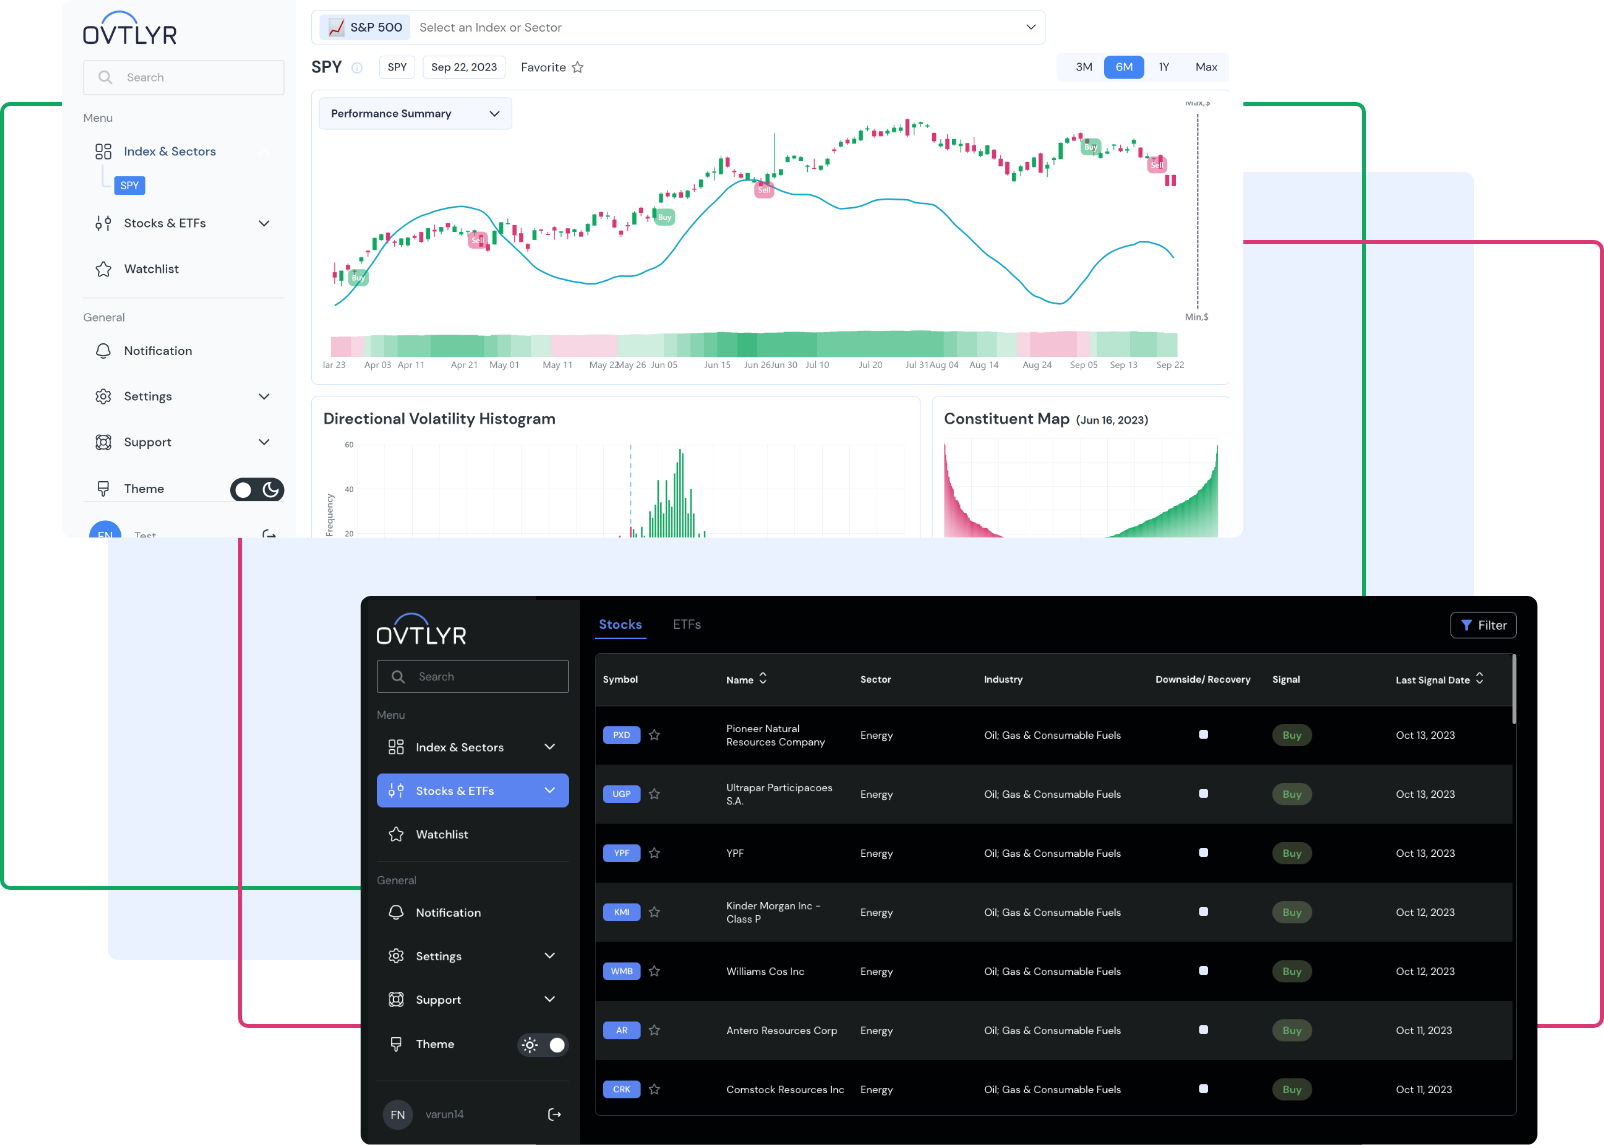 OVTLYR
Search
Menu
Index & Sectors
SPY
Stocks & ETFs
Watchlist
General
Notification
Settings
Support
Theme
FN Test
S&P 500 Select an Index or Sector
SPY SPY Sep 22, 2023 Favorite
3M 6M 1Y Max
Performance Summary
Max,$
Buy Sell Buy Sell Buy Sell
Min,$
lar 23 Apr 03 Apr 11 Apr 21 May 01 May 11 May 22 May 26 Jun 05 Jun 15 Jun 26 Jun 30 Jul 10 Jul 20 Jul 31 Aug 04 Aug 14 Aug 24 Sep 05 Sep 13 Sep 22
Directional Volatility Histogram
60
40
20
Frequency
Constituent Map (Jun 16, 2023)
OVTLYR
Search
Menu
Index & Sectors
Stocks & ETFs
Watchlist
General
Notification
Settings
Support
Theme
FN varun14
Stocks ETFs
Filter
Symbol Name Sector Industry Downside/ Recovery Signal Last Signal Date
PXD Pioneer Natural
Resources Company Energy Oil; Gas & Consumable Fuels Buy Oct 13, 2023
UGP Ultrapar Participacoes
S.A. Energy Oil; Gas & Consumable Fuels Buy Oct 13, 2023
YPF YPF Energy Oil; Gas & Consumable Fuels Buy Oct 13, 2023
KMI Kinder Morgan Inc -
Class P Energy Oil; Gas & Consumable Fuels Buy Oct 12, 2023
WMB Williams Cos Inc Energy Oil; Gas & Consumable Fuels Buy Oct 12, 2023
AR Antero Resources Corp Energy Oil; Gas & Consumable Fuels Buy Oct 11, 2023
CRK Comstock Resources Inc Energy Oil; Gas & Consumable Fuels Buy Oct 11, 2023